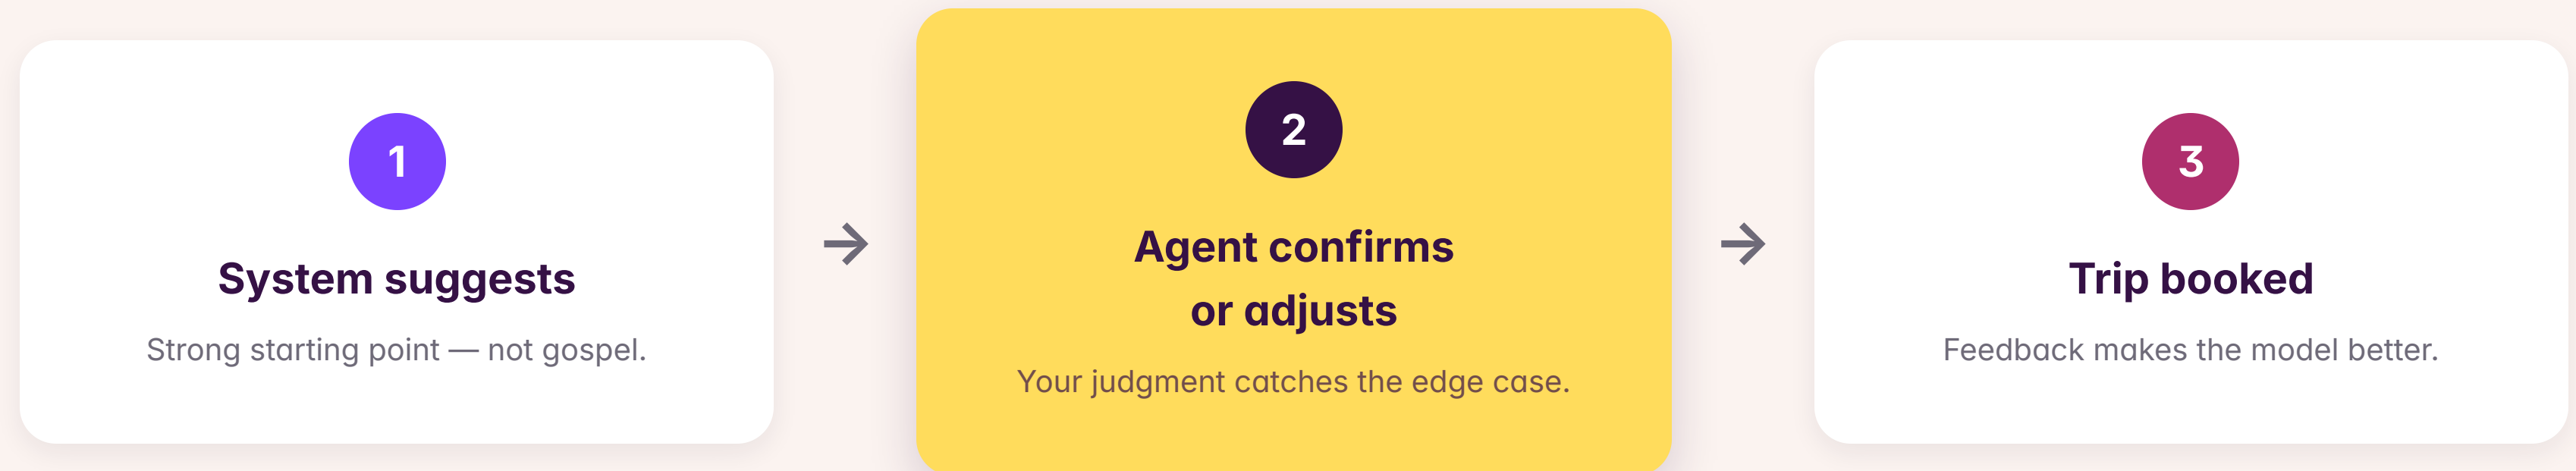 1
System suggests
Strong starting point — not gospel.
→
2
Agent confirms
or adjusts
Your judgment catches the edge case.
→
3
Trip booked
Feedback makes the model better.